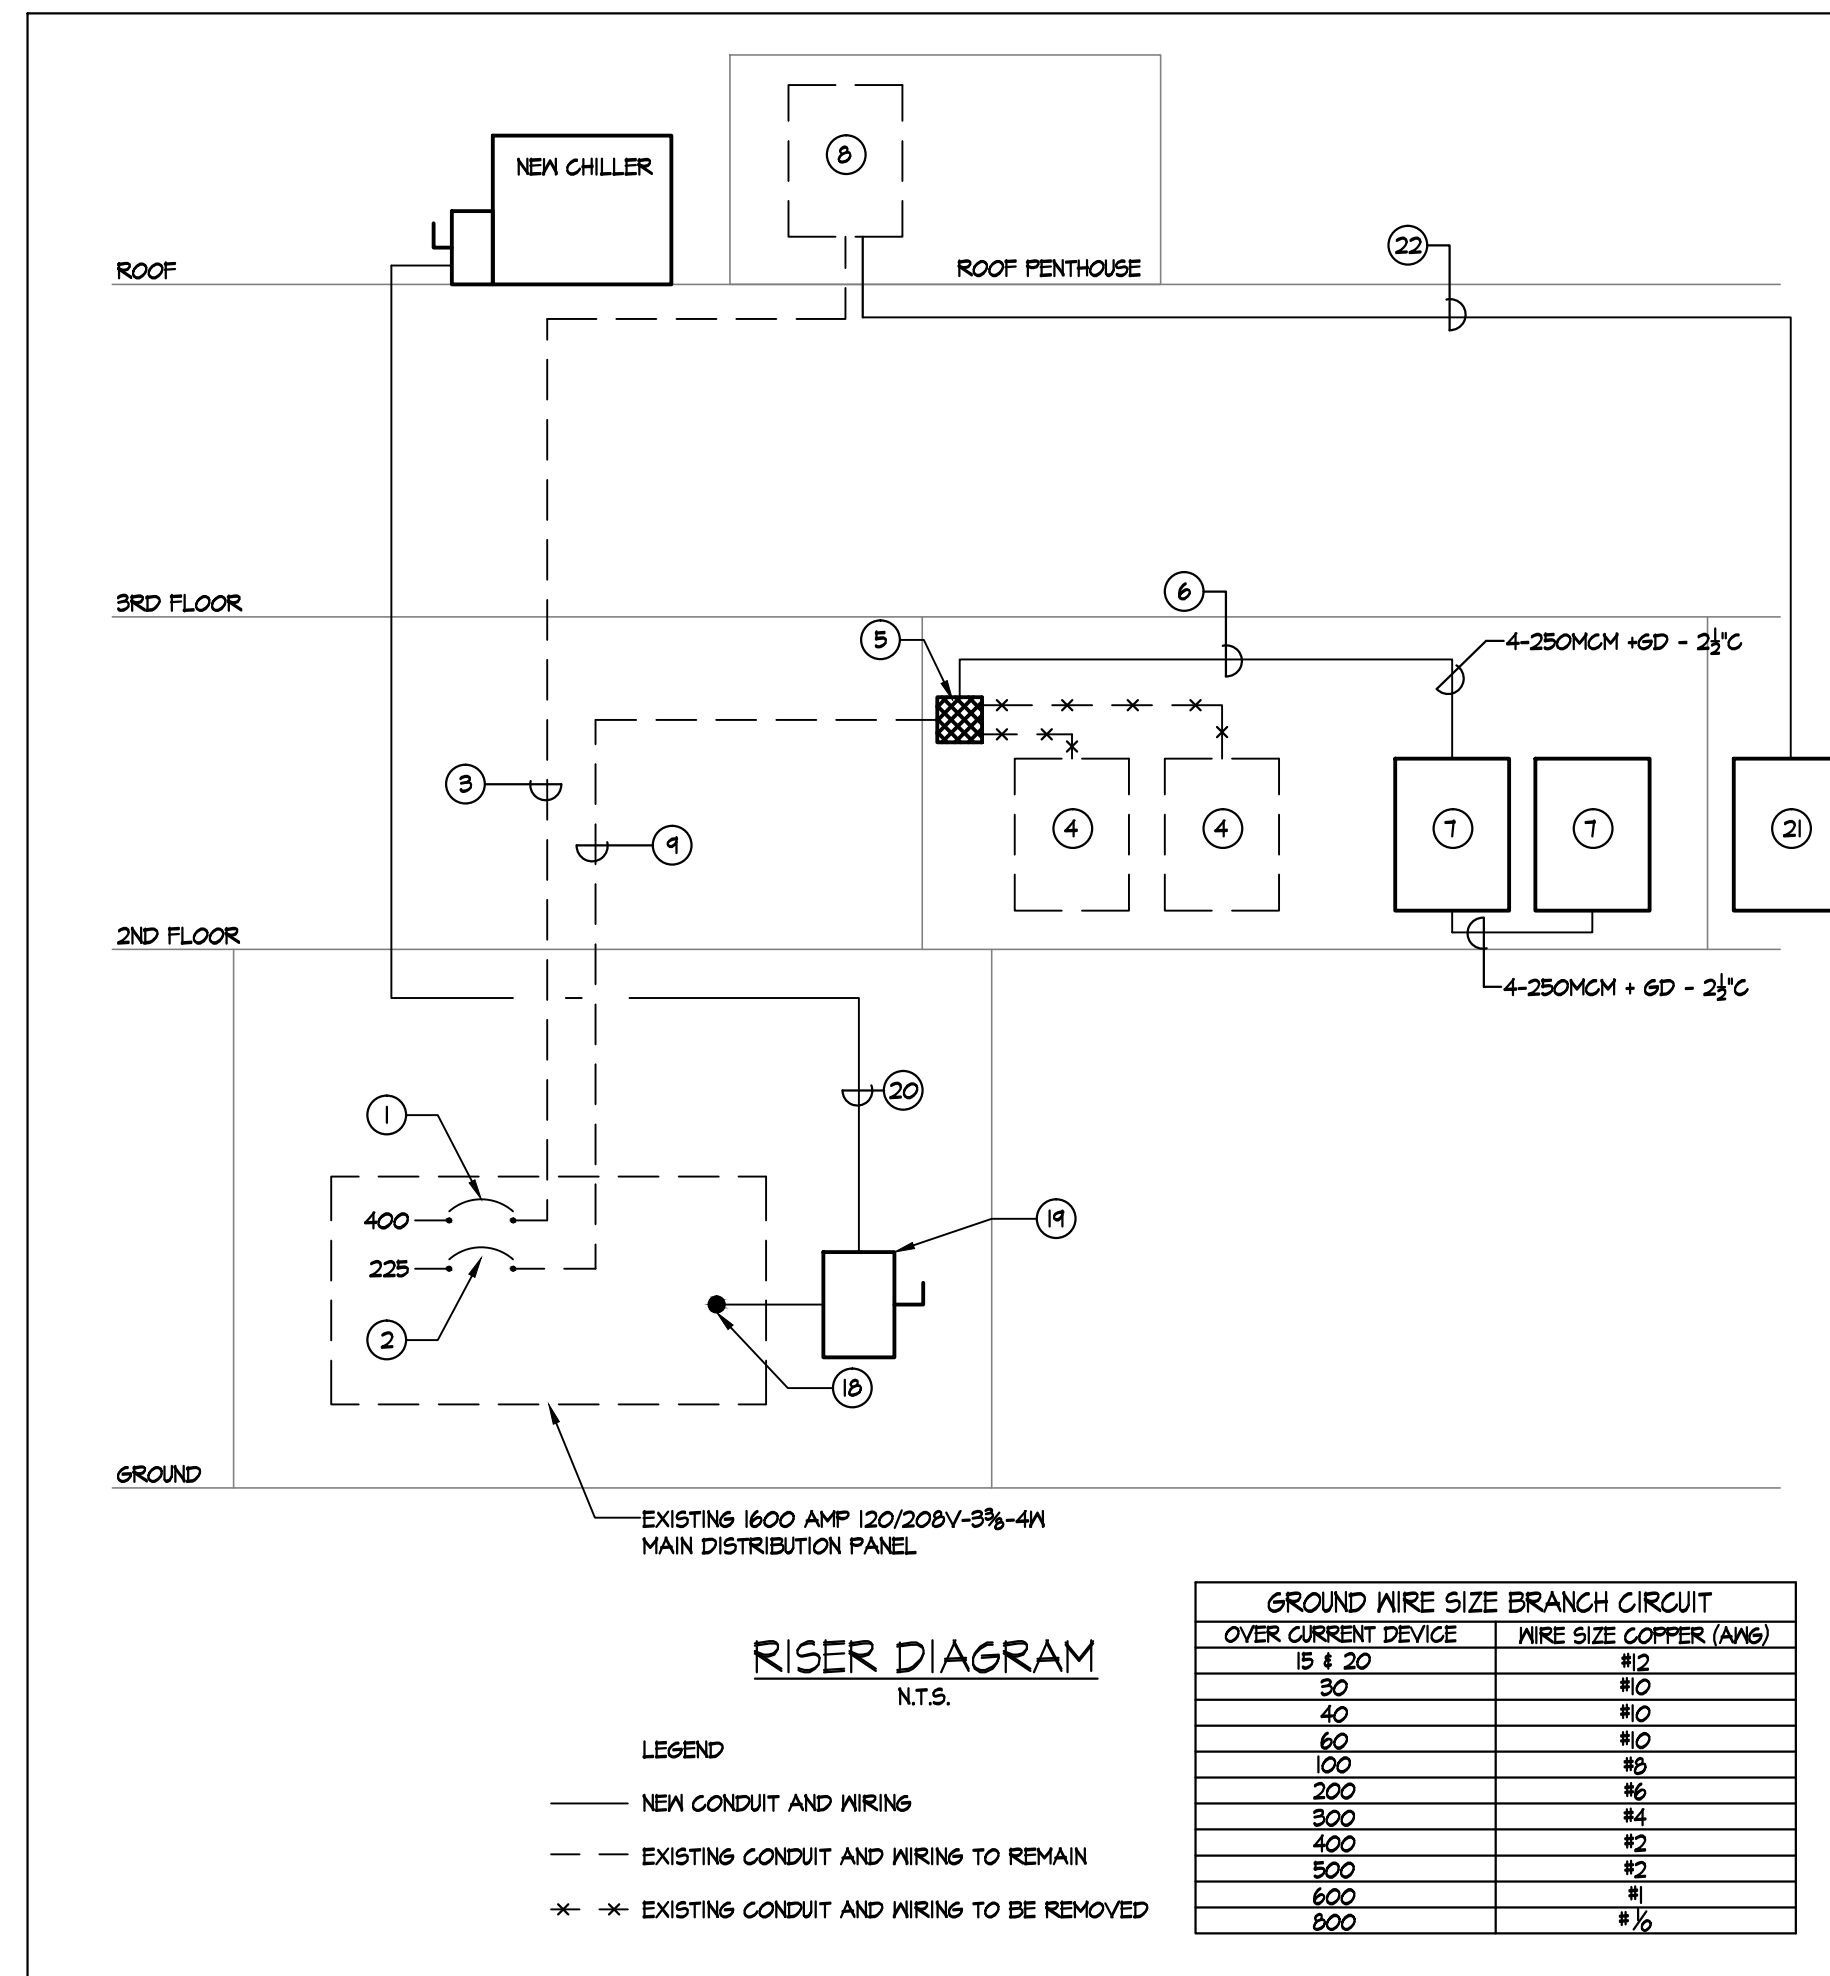 8
NEW CHILLER
22
ROOF
ROOF PENTHOUSE
6
3RD FLOOR
5
4-250MCM +GD - 2½"C
3
9
4
4
7
7
21
2ND FLOOR
4-250MCM + GD - 2½"C
20
1
400
19
225
2
18
GROUND
EXISTING 1600 AMP 120/208V-3⅜-4W
MAIN DISTRIBUTION PANEL
RISER DIAGRAM
N.T.S.
LEGEND
NEW CONDUIT AND WIRING
EXISTING CONDUIT AND WIRING TO REMAIN
EXISTING CONDUIT AND WIRING TO BE REMOVED
GROUND WIRE SIZE BRANCH CIRCUIT
OVER CURRENT DEVICE WIRE SIZE COPPER (AWG)
15 & 20 #12
30 #10
40 #10
60 #10
100 #8
200 #6
300 #4
400 #2
500 #2
600 #1
800 # 1/0